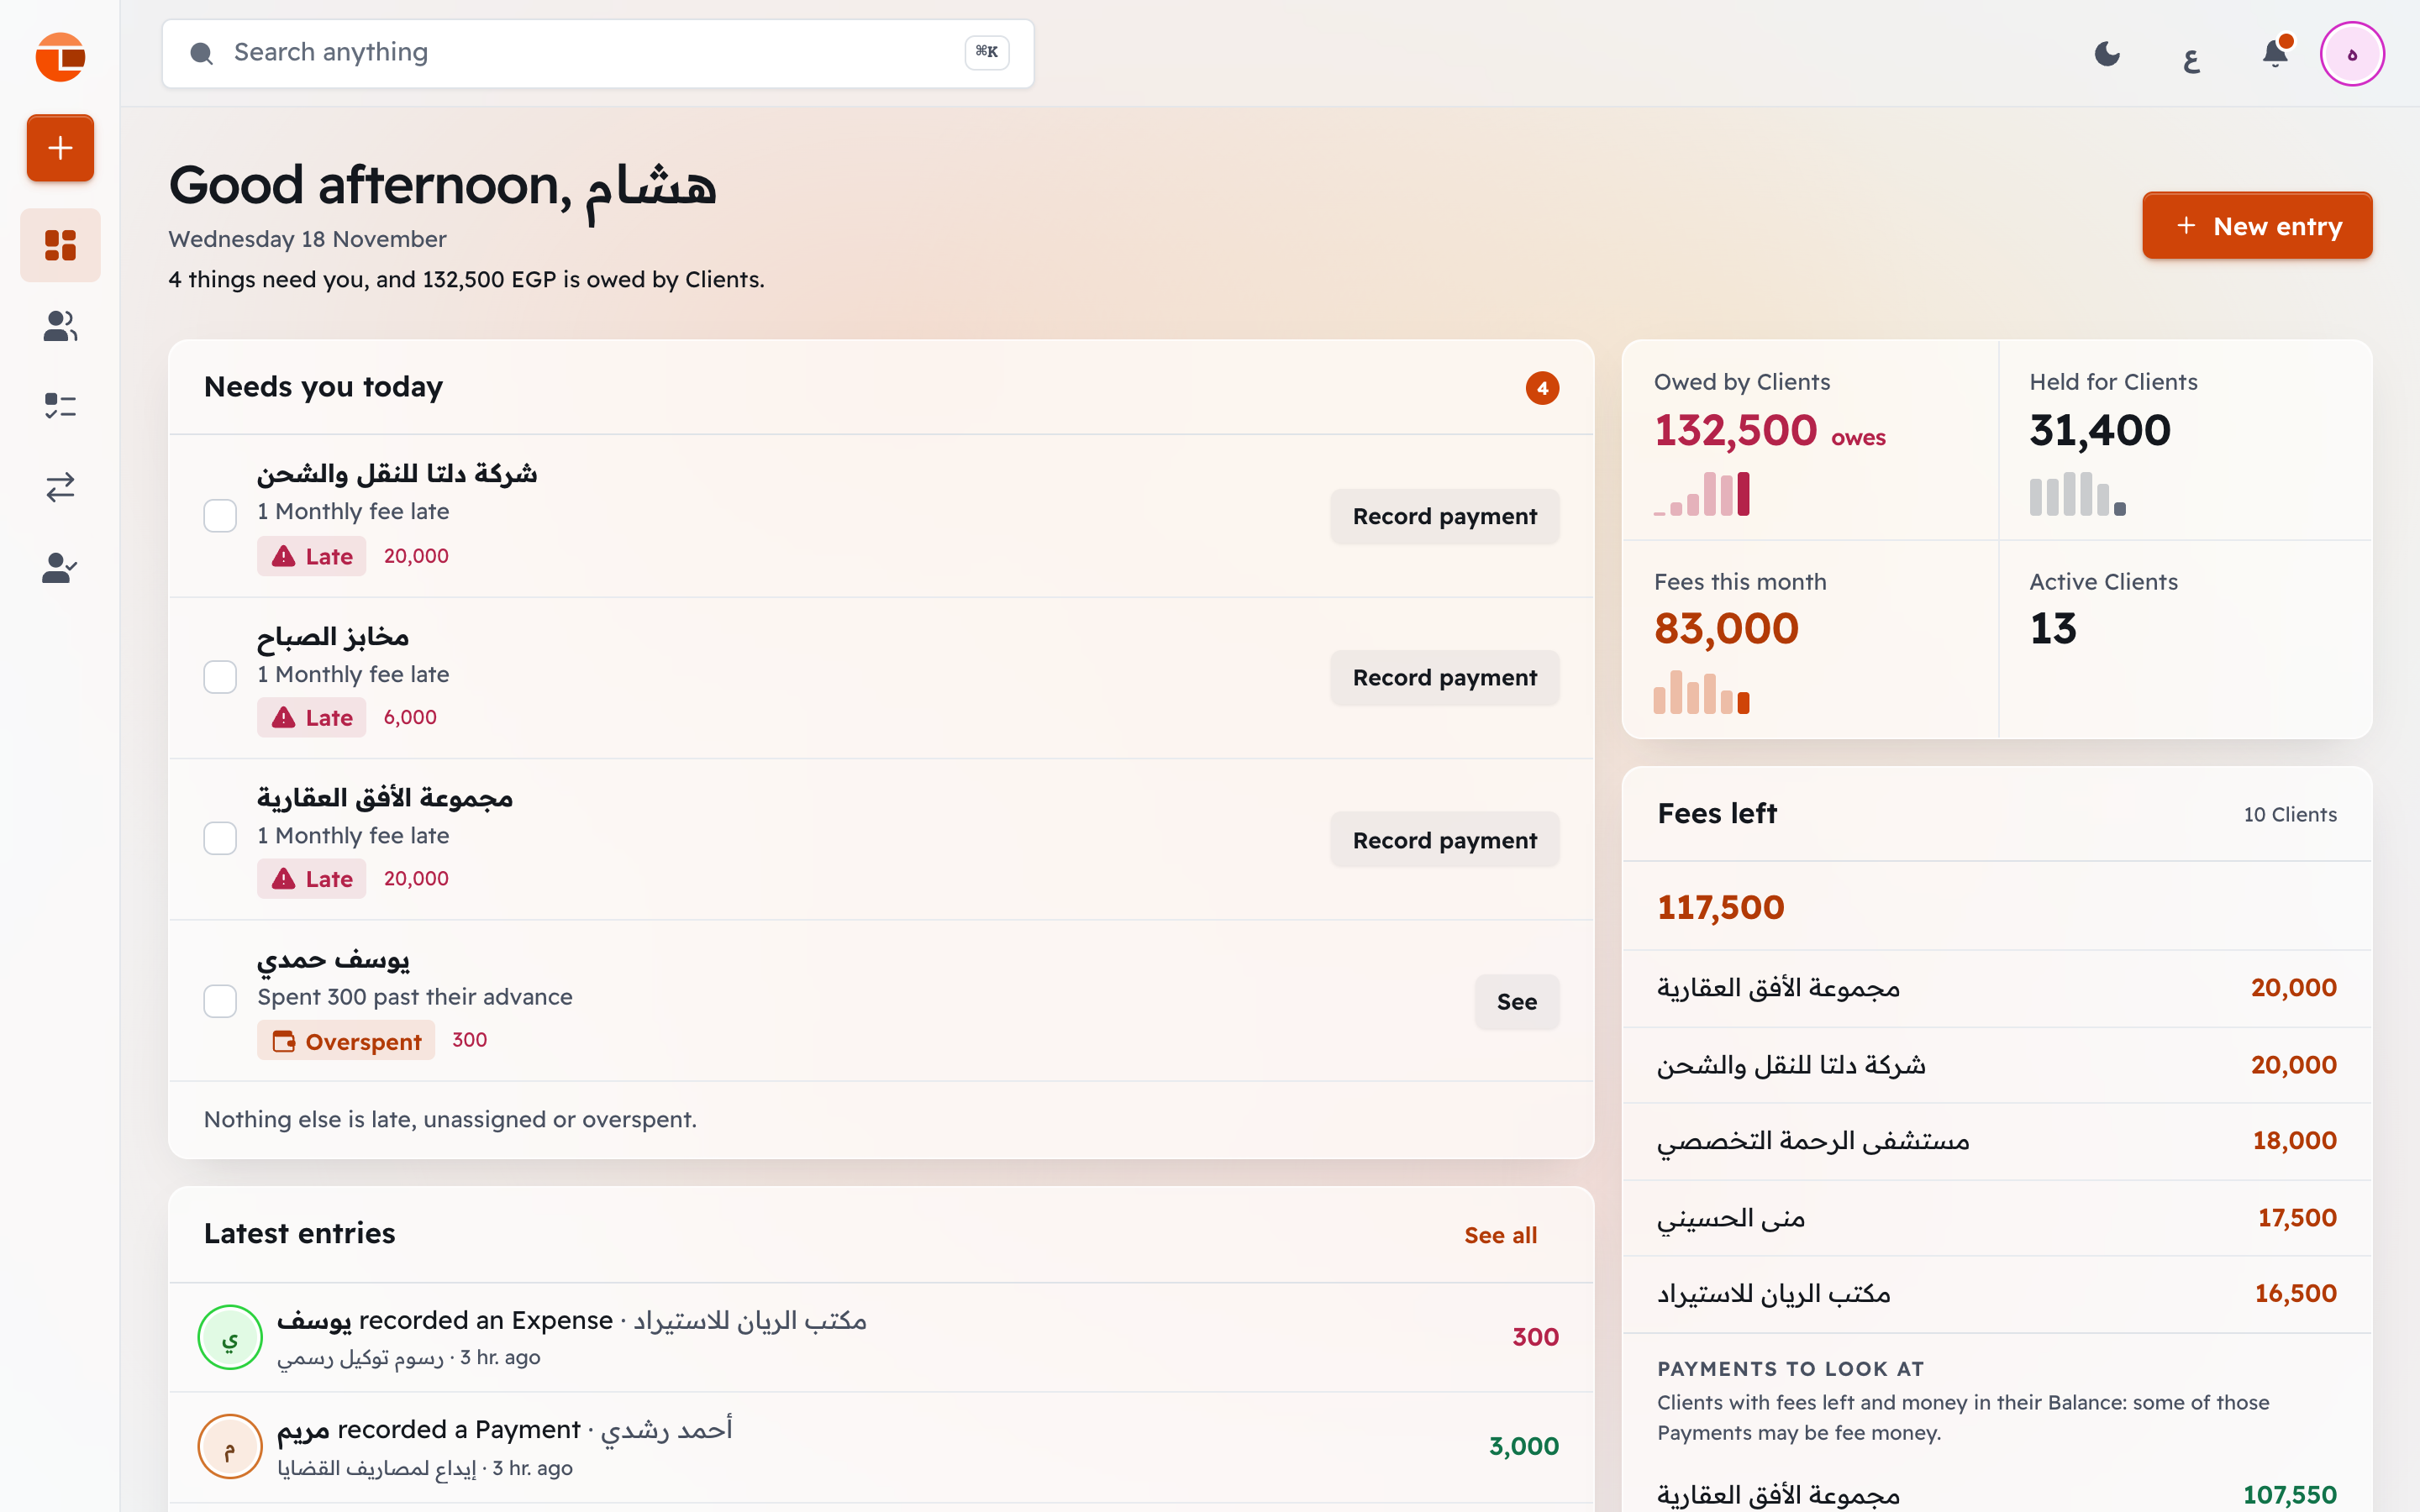 Search anything
⌘K
ع
ه
Good afternoon, هشام
Wednesday 18 November
4 things need you, and 132,500 EGP is owed by Clients.
+ New entry
Needs you today
4
شركة دلتا للنقل والشحن
1 Monthly fee late
Late 20,000
Record payment
مخابز الصباح
1 Monthly fee late
Late 6,000
Record payment
مجموعة الأفق العقارية
1 Monthly fee late
Late 20,000
Record payment
يوسف حمدي
Spent 300 past their advance
Overspent 300
See
Nothing else is late, unassigned or overspent.
Latest entries
See all
ي
يوسف recorded an Expense · مكتب الريان للاستيراد
رسوم توكيل رسمي · 3 hr. ago
300
م
مريم recorded a Payment · أحمد رشدي
إيداع لمصاريف القضايا · 3 hr. ago
3,000
Owed by Clients
132,500 owes
Held for Clients
31,400
Fees this month
83,000
Active Clients
13
Fees left
10 Clients
117,500
مجموعة الأفق العقارية 20,000
شركة دلتا للنقل والشحن 20,000
مستشفى الرحمة التخصصي 18,000
منى الحسيني 17,500
مكتب الريان للاستيراد 16,500
PAYMENTS TO LOOK AT
Clients with fees left and money in their Balance: some of those
Payments may be fee money.
مجموعة الأفق العقارية 107,550